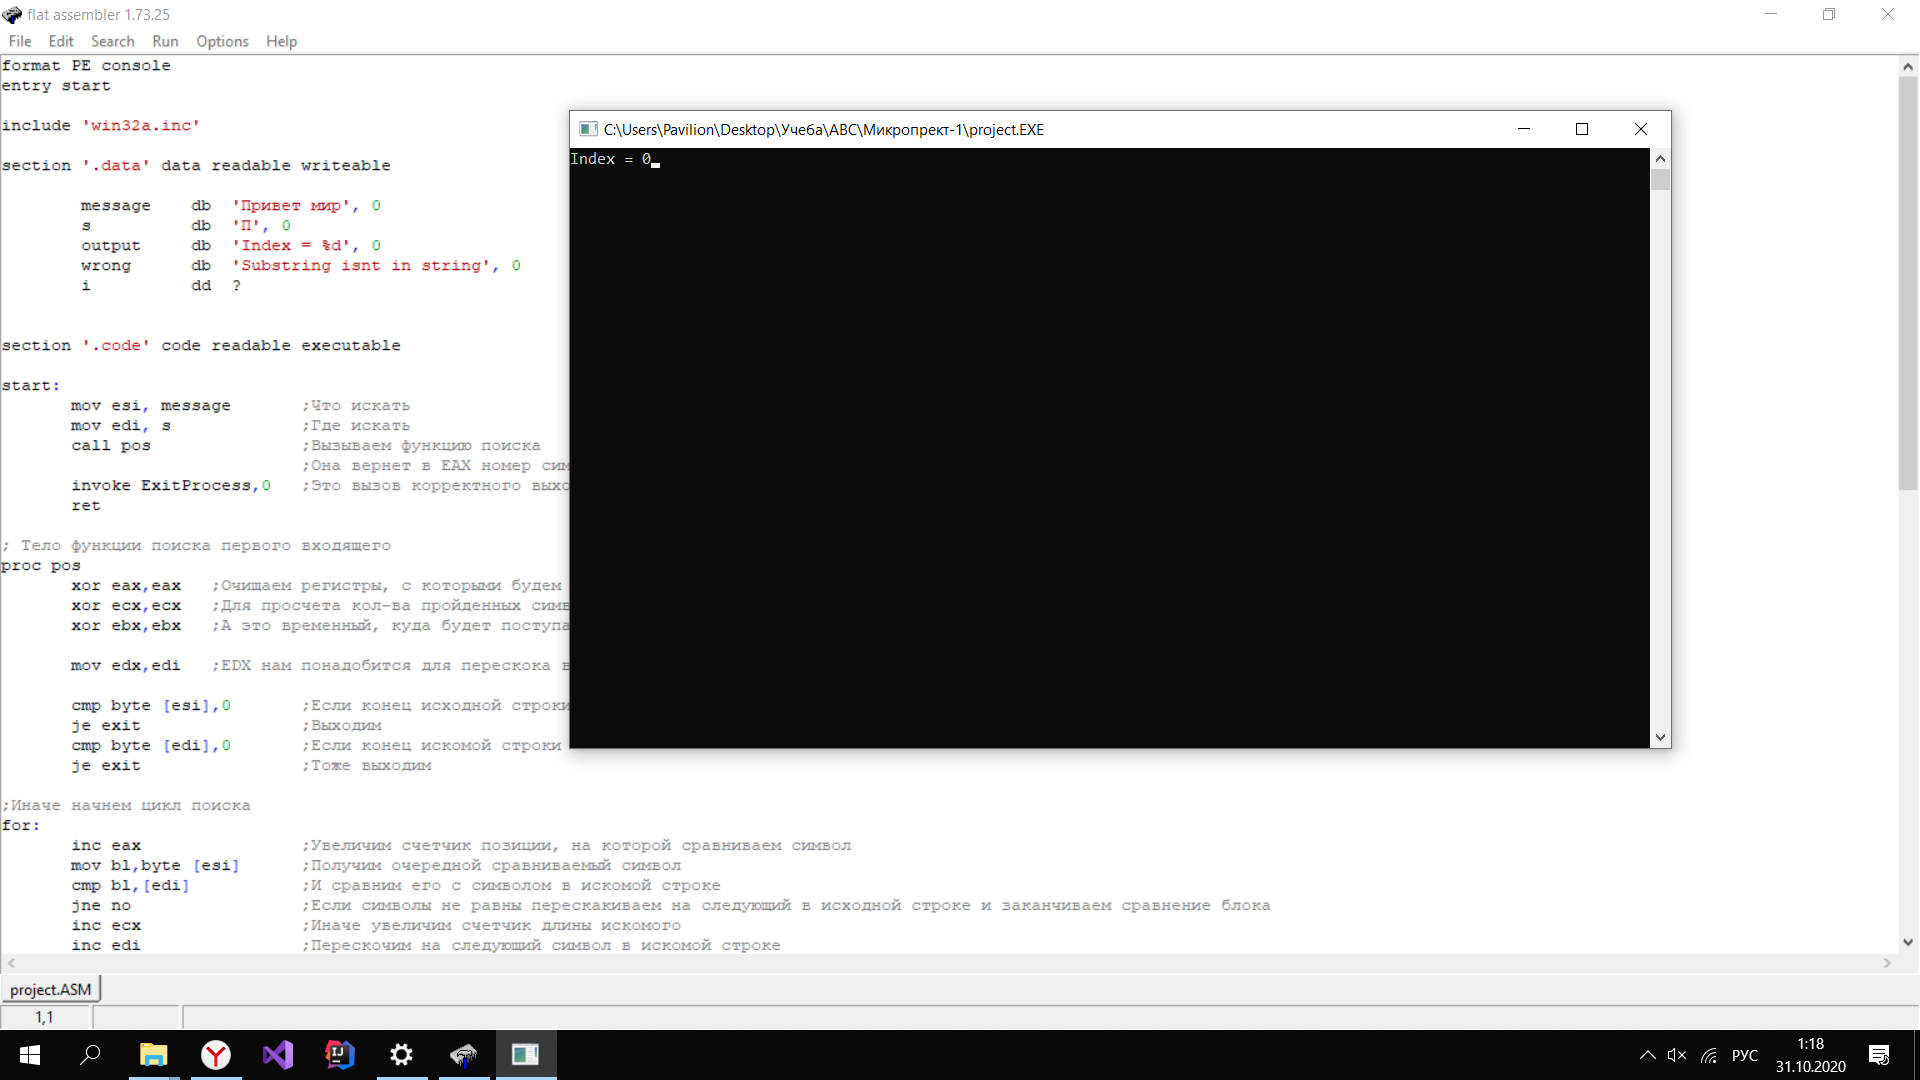 flat assembler 1.73.25
File Edit Search Run Options Help
format PE console
entry start
include 'win32a.inc'
section '.data' data readable writeable
message db 'Привет мир', 0
s db 'П', 0
output db 'Index = %d', 0
wrong db 'Substring isnt in string', 0
i dd ?
section '.code' code readable executable
start:
mov esi, message ;Что искать
mov edi, s ;Где искать
call pos ;Вызываем функцию поиска
;Она вернет в EAX номер
invoke ExitProcess,0 ;Это вызов корректного
ret
; Тело функции поиска первого входящего
proc pos
xor eax,eax ;Очищаем регистры, с которыми будем
xor ecx,ecx ;Для просчета кол-ва пройденных
xor ebx,ebx ;А это временный, куда будет
mov edx,edi ;EDX нам понадобится для перескока
cmp byte [esi],0 ;Если конец исходной строки
je exit ;Выходим
cmp byte [edi],0 ;Если конец искомой строки
je exit ;Тоже выходим
;Иначе начнем цикл поиска
for:
inc eax ;Увеличим счетчик позиции, на которой сравниваем символ
mov bl,byte [esi] ;Получим очередной сравниваемый символ
cmp bl,[edi] ;И сравним его с символом в искомой строке
jne no ;Если символы не равны перескакиваем на следующий в исходной строке и заканчиваем сравнение блока
inc ecx ;Иначе увеличим счетчик длины искомого
inc edi ;Перескочим на следующий символ в искомой строке
C:\Users\Pavilion\Desktop\Учеба\АВС\Микропрект-1\project.EXE
Index = 0
project.ASM
1,1
РУС
1:18
31.10.2020